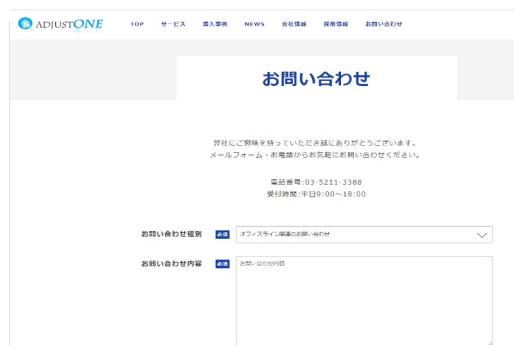 ADJUSTONE
TOP サービス 導入事例 NEWS 会社情報 採用情報 お問い合わせ
お問い合わせ
弊社にご興味を持っていただき誠にありがとうございます。
メールフォーム・お電話からお気軽にお問い合わせください。
電話番号:03-5211-3388
受付時間:平日9:00～18:00
お問い合わせ種別 必須 オフィスライン関連のお問い合わせ
お問い合わせ内容 必須 お問い合わせ内容